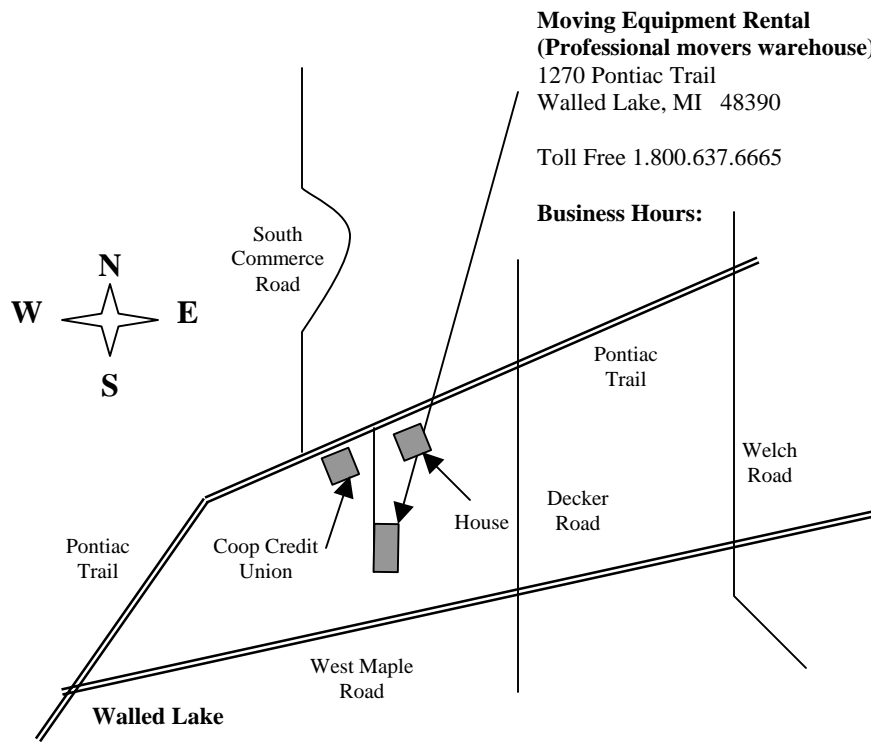 Moving Equipment Rental
(Professional movers warehouse)
1270 Pontiac Trail
Walled Lake, MI 48390
Toll Free 1.800.637.6665
Business Hours:
South
Commerce
Road
N
W E
S
Pontiac
Trail
Welch
Road
House
Decker
Road
Coop Credit
Union
Pontiac
Trail
West Maple
Road
Walled Lake